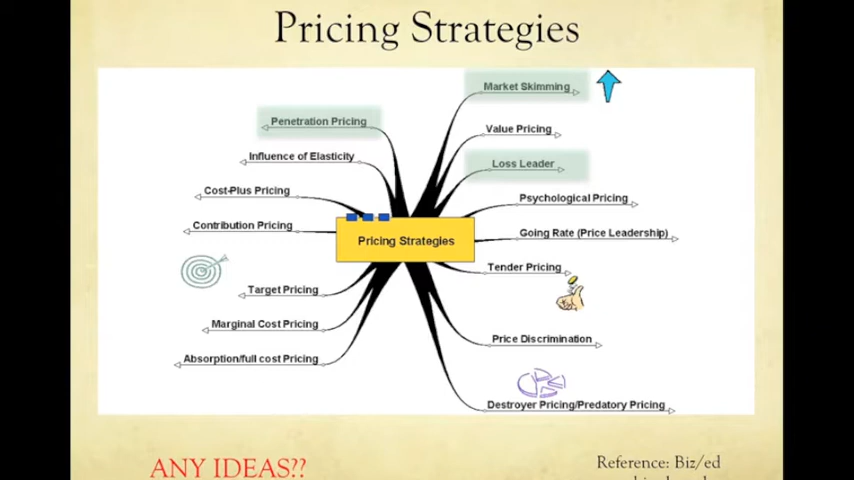 Pricing Strategies
Market Skimming
Penetration Pricing
Value Pricing
Influence of Elasticity
Loss Leader
Cost-Plus Pricing
Psychological Pricing
Contribution Pricing
Going Rate (Price Leadership)
Pricing Strategies
Tender Pricing
Target Pricing
Marginal Cost Pricing
Price Discrimination
Absorption/full cost Pricing
Destroyer Pricing/Predatory Pricing
ANY IDEAS??
Reference: Biz/ed